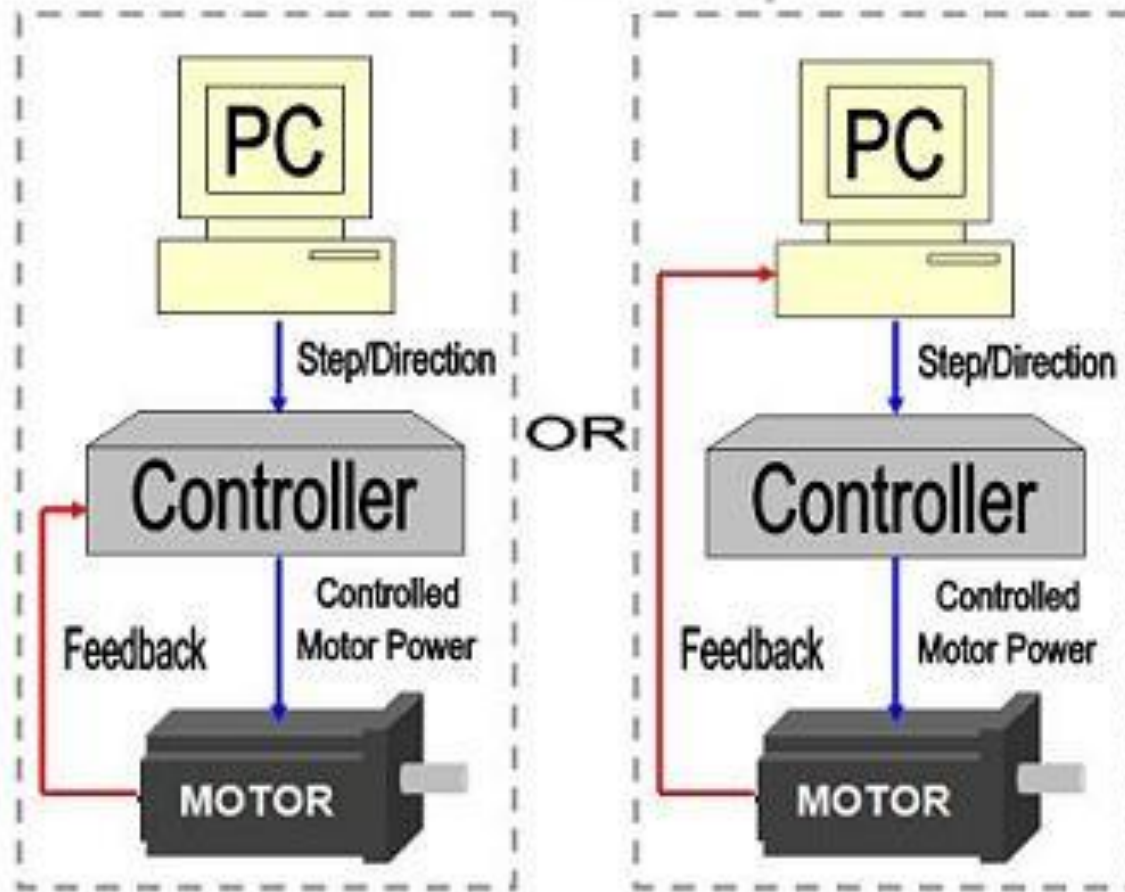 PC
Step/Direction
Controller
Controlled
Motor Power
Feedback
MOTOR
OR
PC
Step/Direction
Controller
Controlled
Motor Power
Feedback
MOTOR